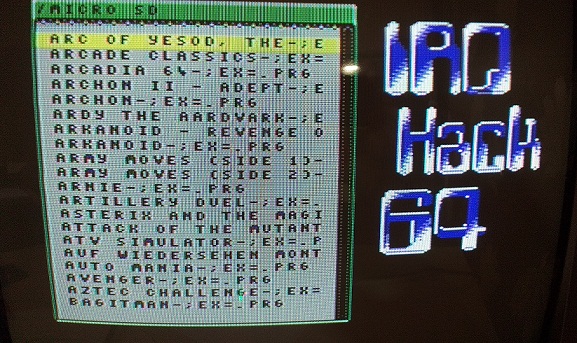 /MICRO SD
ARC OF YESOD, THE-;E
ARCADE CLASSICS-;EX=
ARCADIA 64-;EX=.PRG
ARCHON II - ADEPT-;E
ARCHON-;EX=.PRG
ARDY THE AARDVARK-;E
ARKANOID - REVENGE O
ARKANOID-;EX=.PRG
ARMY MOVES (SIDE 1)-
ARMY MOVES (SIDE 2)-
ARNIE-;EX=.PRG
ARTILLERY DUEL-;EX=.
ASTERIX AND THE MAGI
ATTACK OF THE MUTANT
ATV SIMULATOR-;EX=.P
AUF WIEDERSEHEN MONT
AUTO MANIA-;EX=.PRG
AVENGER-;EX=.PRG
AZTEC CHALLENGE-;EX=
BAGITMAN-;EX=.PRG
IRQ
Hack
64